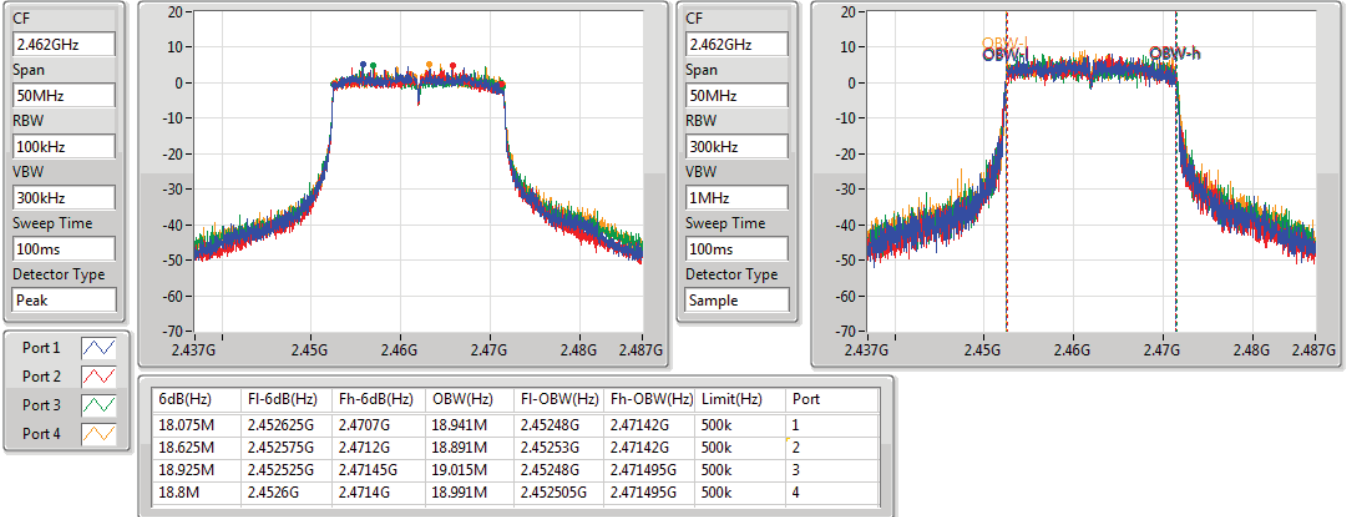 CF
2.462GHz
Span
50MHz
RBW
100kHz
VBW
300kHz
Sweep Time
100ms
Detector Type
Peak
20
10
0
-10
-20
-30
-40
-50
-60
-70
2.437G 2.45G 2.46G 2.47G 2.48G 2.487G
CF
2.462GHz
Span
50MHz
RBW
300kHz
VBW
1MHz
Sweep Time
100ms
Detector Type
Sample
20
10
0
-10
-20
-30
-40
-50
-60
-70
OBW-l
OBW-l OBW-h
2.437G 2.45G 2.46G 2.47G 2.48G 2.487G
Port 1
Port 2
Port 3
Port 4
6dB(Hz) Fl-6dB(Hz) Fh-6dB(Hz) OBW(Hz) Fl-OBW(Hz) Fh-OBW(Hz) Limit(Hz) Port
18.075M 2.452625G 2.4707G 18.941M 2.45248G 2.47142G 500k 1
18.625M 2.452575G 2.4712G 18.891M 2.45253G 2.47142G 500k 2
18.925M 2.452525G 2.47145G 19.015M 2.45248G 2.471495G 500k 3
18.8M 2.4526G 2.4714G 18.991M 2.452505G 2.471495G 500k 4